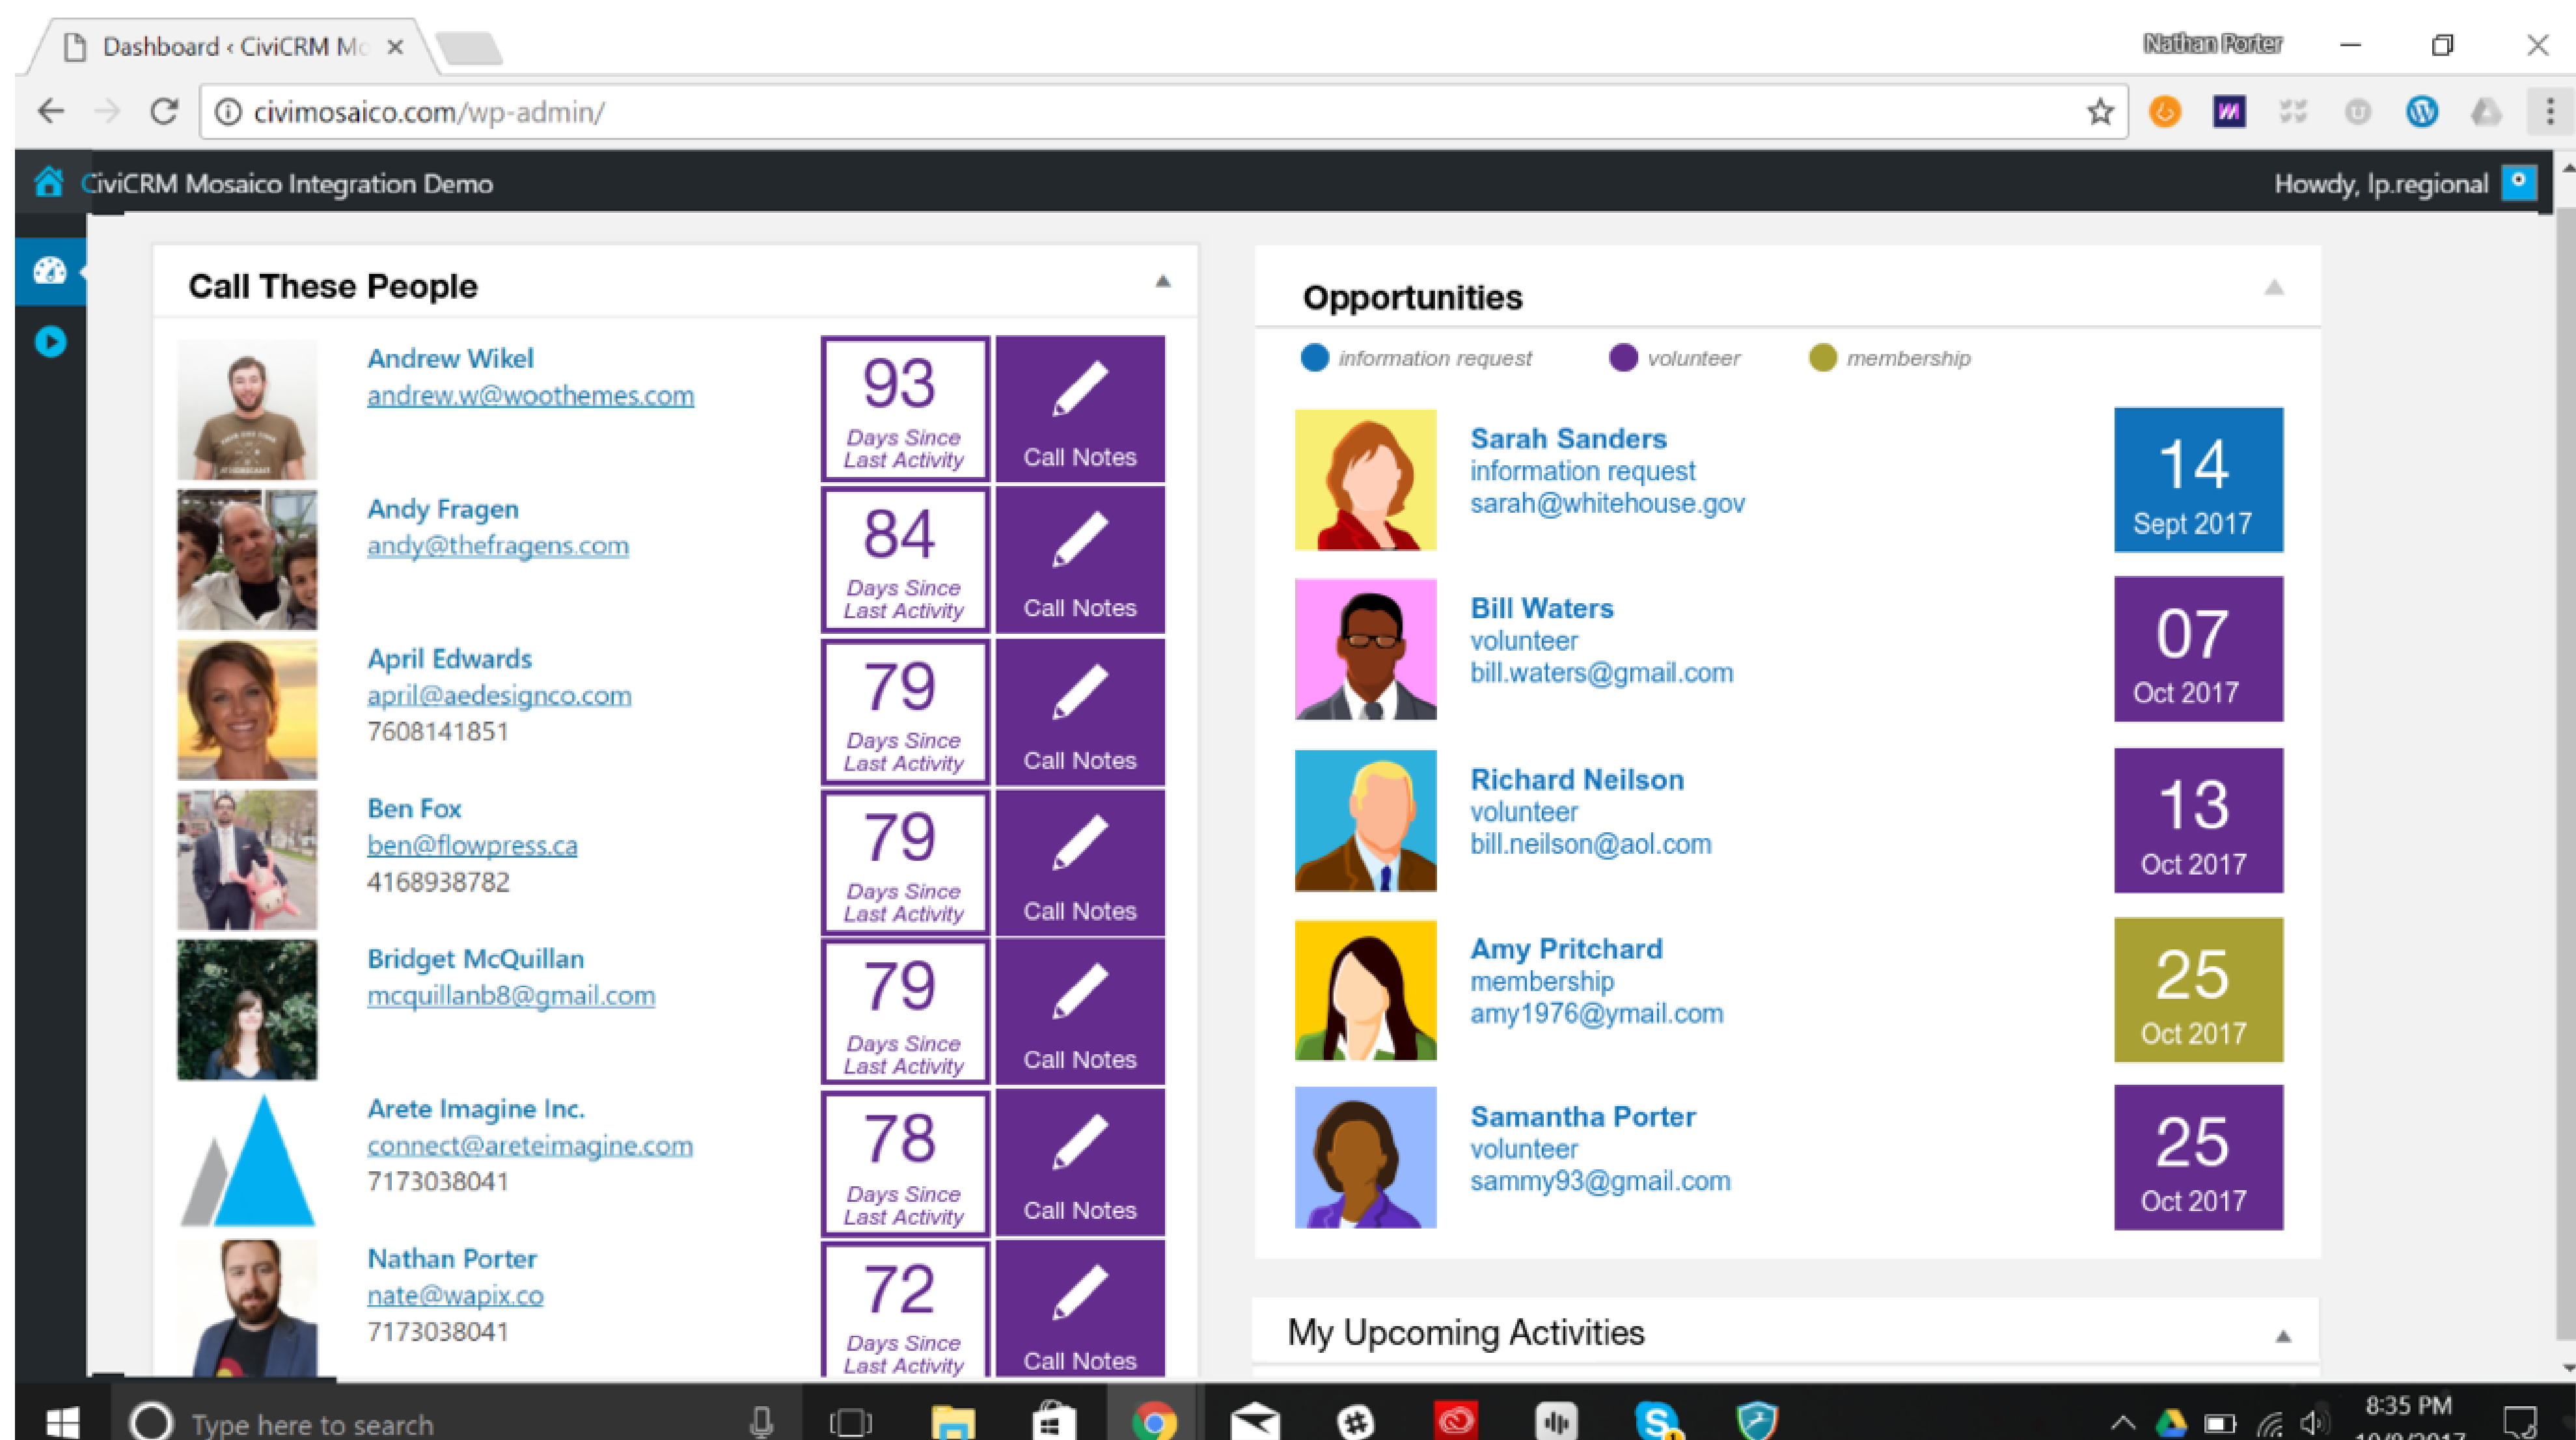 Dashboard ‹ CiviCRM Mo
Nathan Porter
civimosaico.com/wp-admin/
CiviCRM Mosaico Integration Demo
Howdy, lp.regional
Call These People
Andrew Wikel
andrew.w@woothemes.com
93
Days Since
Last Activity
Call Notes
Andy Fragen
andy@thefragens.com
84
Days Since
Last Activity
Call Notes
April Edwards
april@aedesignco.com
7608141851
79
Days Since
Last Activity
Call Notes
Ben Fox
ben@flowpress.ca
4168938782
79
Days Since
Last Activity
Call Notes
Bridget McQuillan
mcquillanb8@gmail.com
79
Days Since
Last Activity
Call Notes
Arete Imagine Inc.
connect@areteimagine.com
7173038041
78
Days Since
Last Activity
Call Notes
Nathan Porter
nate@wapix.co
7173038041
72
Days Since
Last Activity
Call Notes
Opportunities
information request
volunteer
membership
Sarah Sanders
information request
sarah@whitehouse.gov
14
Sept 2017
Bill Waters
volunteer
bill.waters@gmail.com
07
Oct 2017
Richard Neilson
volunteer
bill.neilson@aol.com
13
Oct 2017
Amy Pritchard
membership
amy1976@ymail.com
25
Oct 2017
Samantha Porter
volunteer
sammy93@gmail.com
25
Oct 2017
My Upcoming Activities
Type here to search
8:35 PM